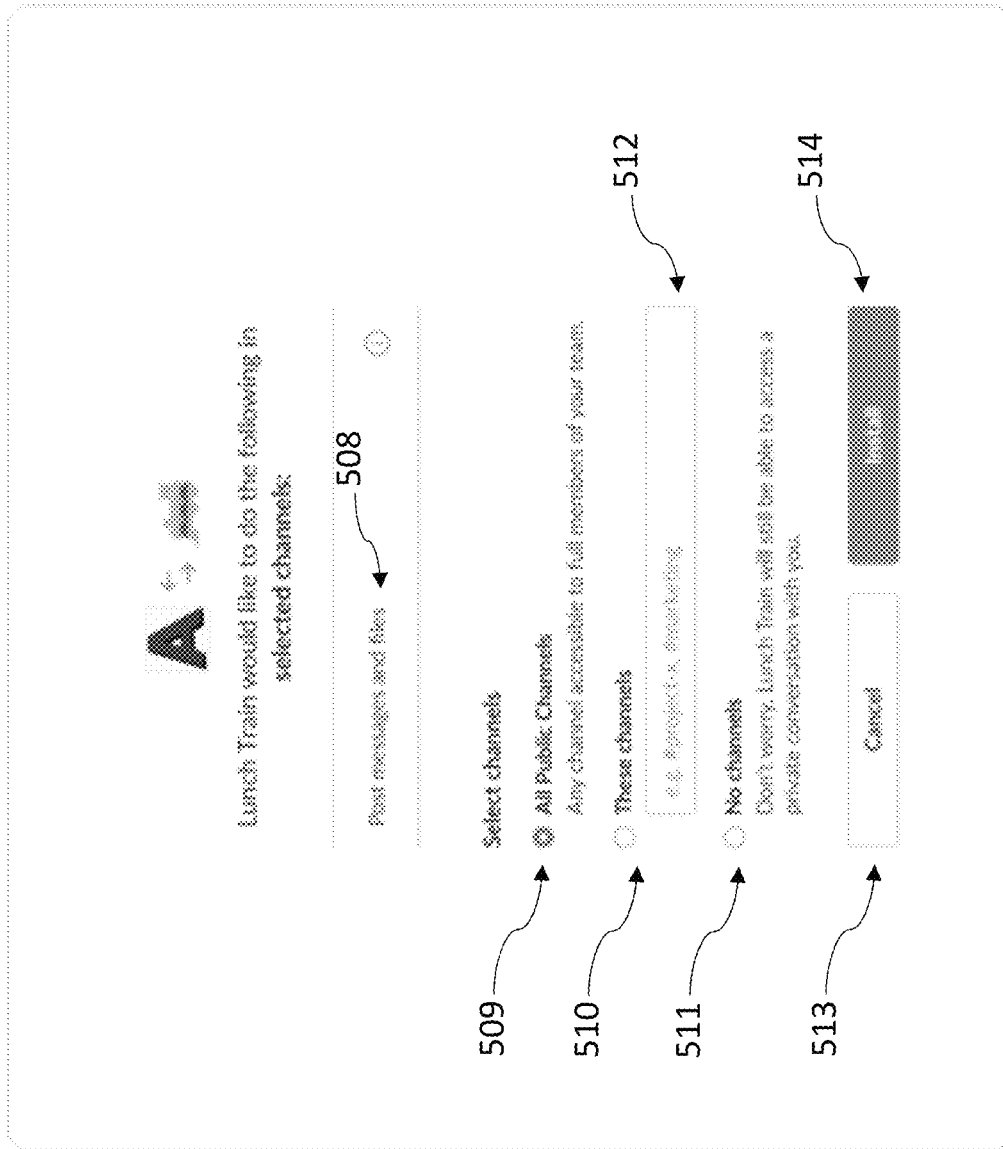 A
Lunch Train would like to do the following in
selected channels:
508
Post messages and files
Select channels
509
All Public Channels
Any channel accessible to full members of your team.
510
These channels
512
e.g. #project-x, #marketing
511
No channels
Don't worry, Lunch Train will still be able to access a
private conversation with you.
513
Cancel
514